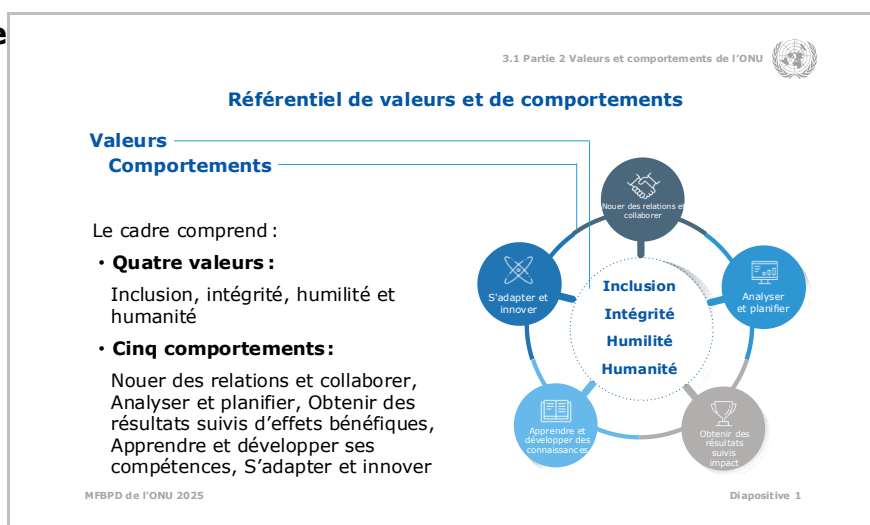 e
3.1 Partie 2 Valeurs et comportements de l'ONU
Référentiel de valeurs et de comportements
Valeurs
Comportements
Le cadre comprend :
• Quatre valeurs :
Inclusion, intégrité, humilité et
humanité
• Cinq comportements :
Nouer des relations et collaborer,
Analyser et planifier, Obtenir des
résultats suivis d'effets bénéfiques,
Apprendre et développer ses
compétences, S'adapter et innover
Nouer des relations et
collaborer
Analyser
et planifier
Obtenir des
résultats
suivis
impact
Apprendre et
développer des
connaissances
S'adapter et
innover
Inclusion
Intégrité
Humilité
Humanité
MFBPD de l'ONU 2025
Diapositive 1